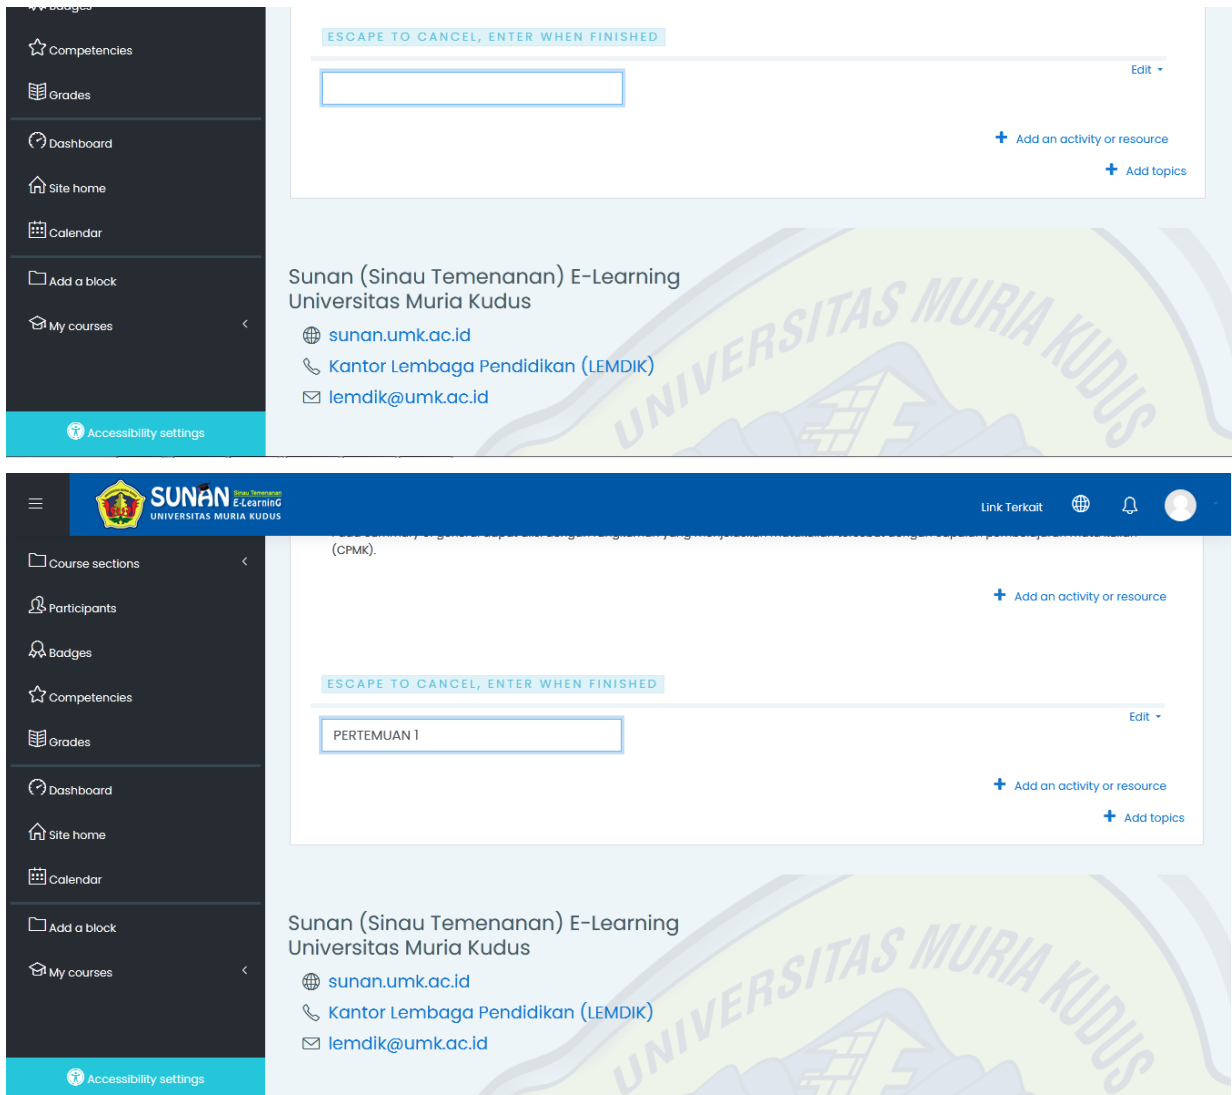 Badges
Competencies
Grades
Dashboard
Site home
Calendar
Add a block
My courses
Accessibility settings
ESCAPE TO CANCEL, ENTER WHEN FINISHED
Edit
Add an activity or resource
Add topics
Sunan (Sinau Temenanan) E-Learning
Universitas Muria Kudus
sunan.umk.ac.id
Kantor Lembaga Pendidikan (LEMDIK)
lemdik@umk.ac.id
UNIVERSITAS MURIA KUDUS
SUNAN Sinau Temenanan E-Learning
UNIVERSITAS MURIA KUDUS
Link Terkait
Course sections
Participants
Badges
Competencies
Grades
Dashboard
Site home
Calendar
Add a block
My courses
Accessibility settings
(CPMK).
Add an activity or resource
ESCAPE TO CANCEL, ENTER WHEN FINISHED
Edit
PERTEMUAN 1
Add an activity or resource
Add topics
Sunan (Sinau Temenanan) E-Learning
Universitas Muria Kudus
sunan.umk.ac.id
Kantor Lembaga Pendidikan (LEMDIK)
lemdik@umk.ac.id
UNIVERSITAS MURIA KUDUS